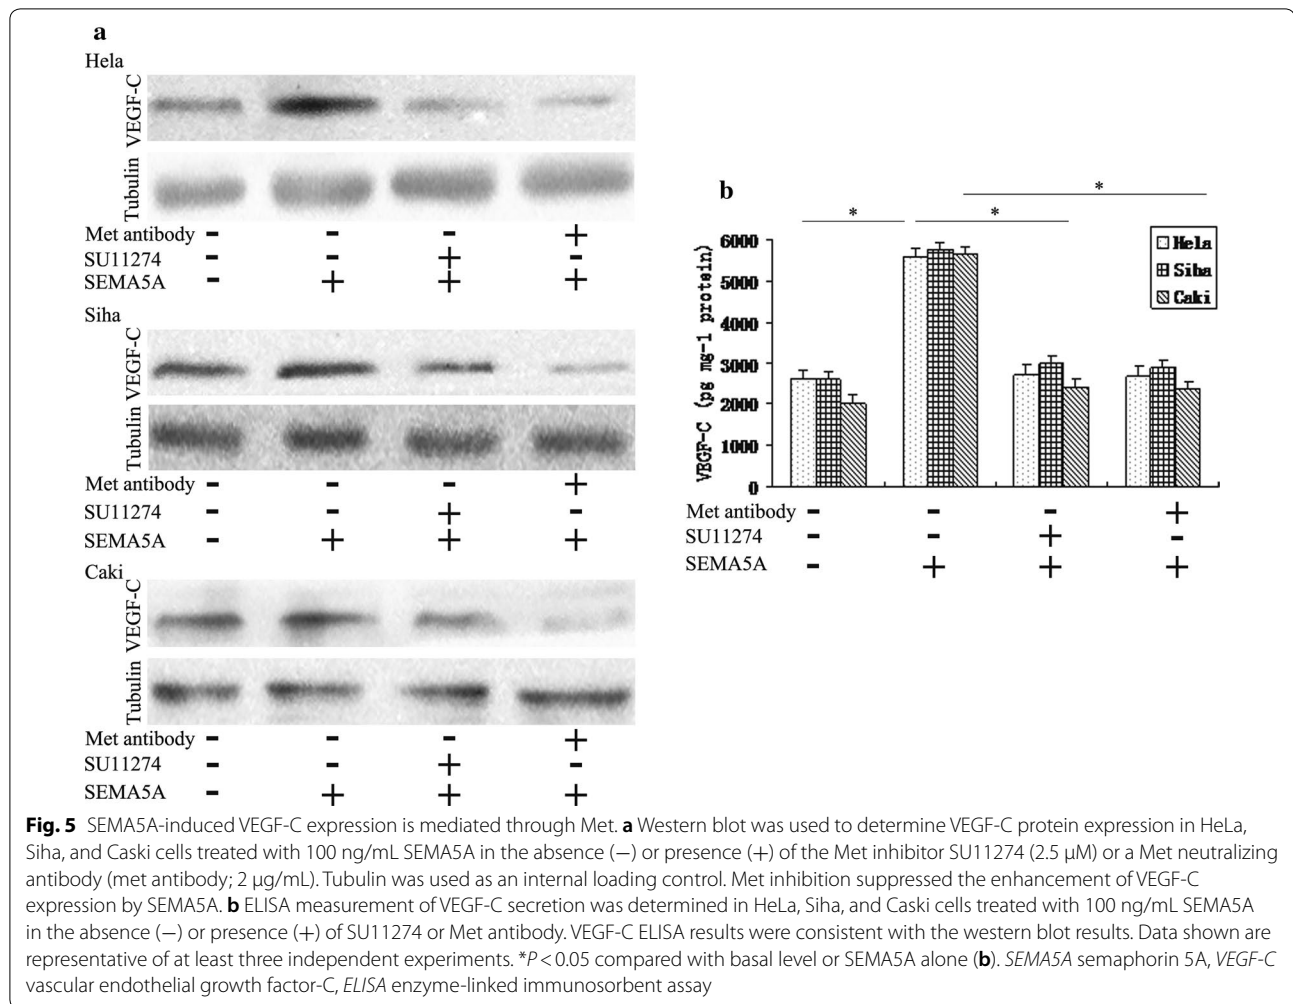 a
Hela
VEGF-C
Tubulin
Met antibody - - - +
SU11274 - - + -
SEMA5A - + + +
Siha
VEGF-C
Tubulin
Met antibody - - - +
SU11274 - - + -
SEMA5A - + + +
Caki
VEGF-C
Tubulin
Met antibody - - - +
SU11274 - - + -
SEMA5A - + + +
b
*
* *
VEGF-C (pg mg-1 protein)
6000
5000
4000
3000
2000
1000
0
Hela
Siha
Caki
Met antibody - - - +
SU11274 - - + -
SEMA5A - + + +
Fig. 5 SEMA5A-induced VEGF-C expression is mediated through Met. a Western blot was used to determine VEGF-C protein expression in HeLa,
Siha, and Caski cells treated with 100 ng/mL SEMA5A in the absence (−) or presence (+) of the Met inhibitor SU11274 (2.5 μM) or a Met neutralizing
antibody (met antibody; 2 μg/mL). Tubulin was used as an internal loading control. Met inhibition suppressed the enhancement of VEGF-C
expression by SEMA5A. b ELISA measurement of VEGF-C secretion was determined in HeLa, Siha, and Caski cells treated with 100 ng/mL SEMA5A
in the absence (−) or presence (+) of SU11274 or Met antibody. VEGF-C ELISA results were consistent with the western blot results. Data shown are
representative of at least three independent experiments. *P < 0.05 compared with basal level or SEMA5A alone (b). SEMA5A semaphorin 5A, VEGF-C
vascular endothelial growth factor-C, ELISA enzyme-linked immunosorbent assay